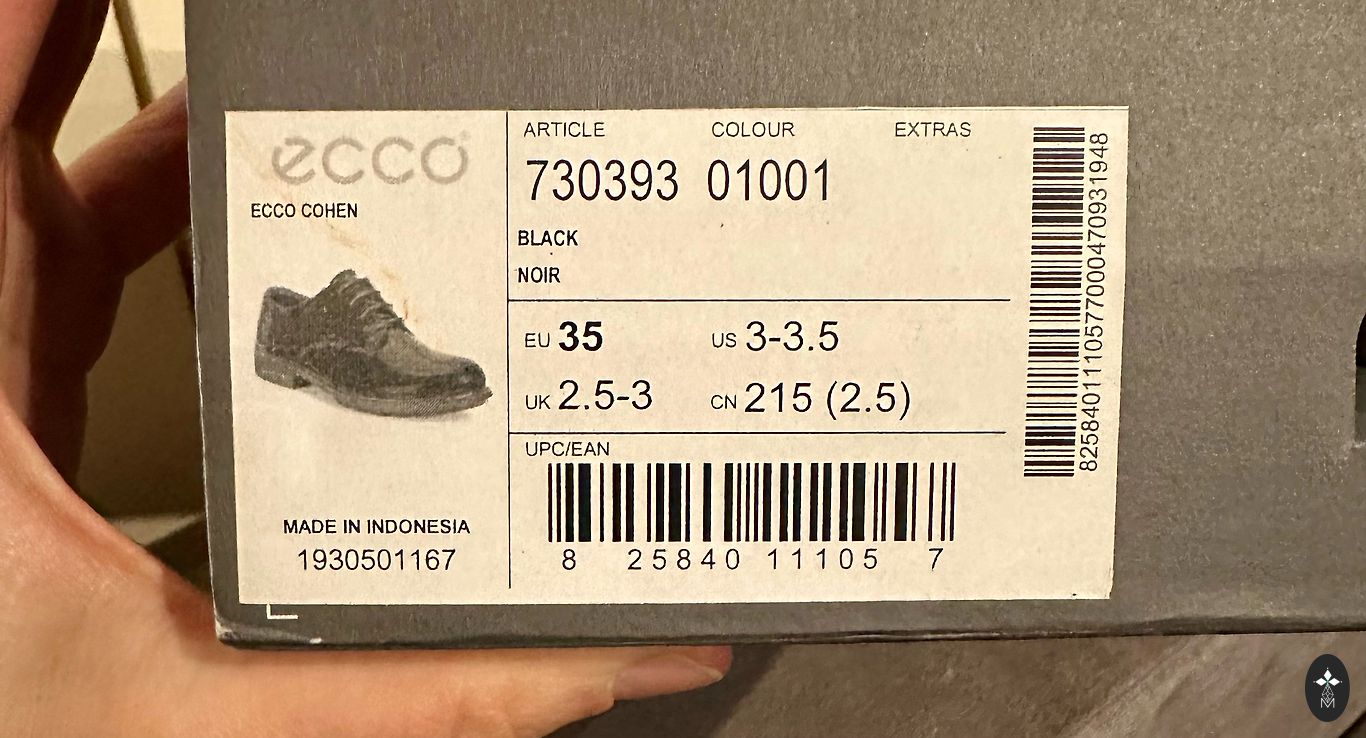 ecco
ECCO COHEN
MADE IN INDONESIA
1930501167
ARTICLE COLOUR EXTRAS
730393 01001
BLACK
NOIR
EU 35 US 3-3.5
UK 2.5-3 CN 215 (2.5)
UPC/EAN
8 25840 11105 7
8258401110577000470931948
M